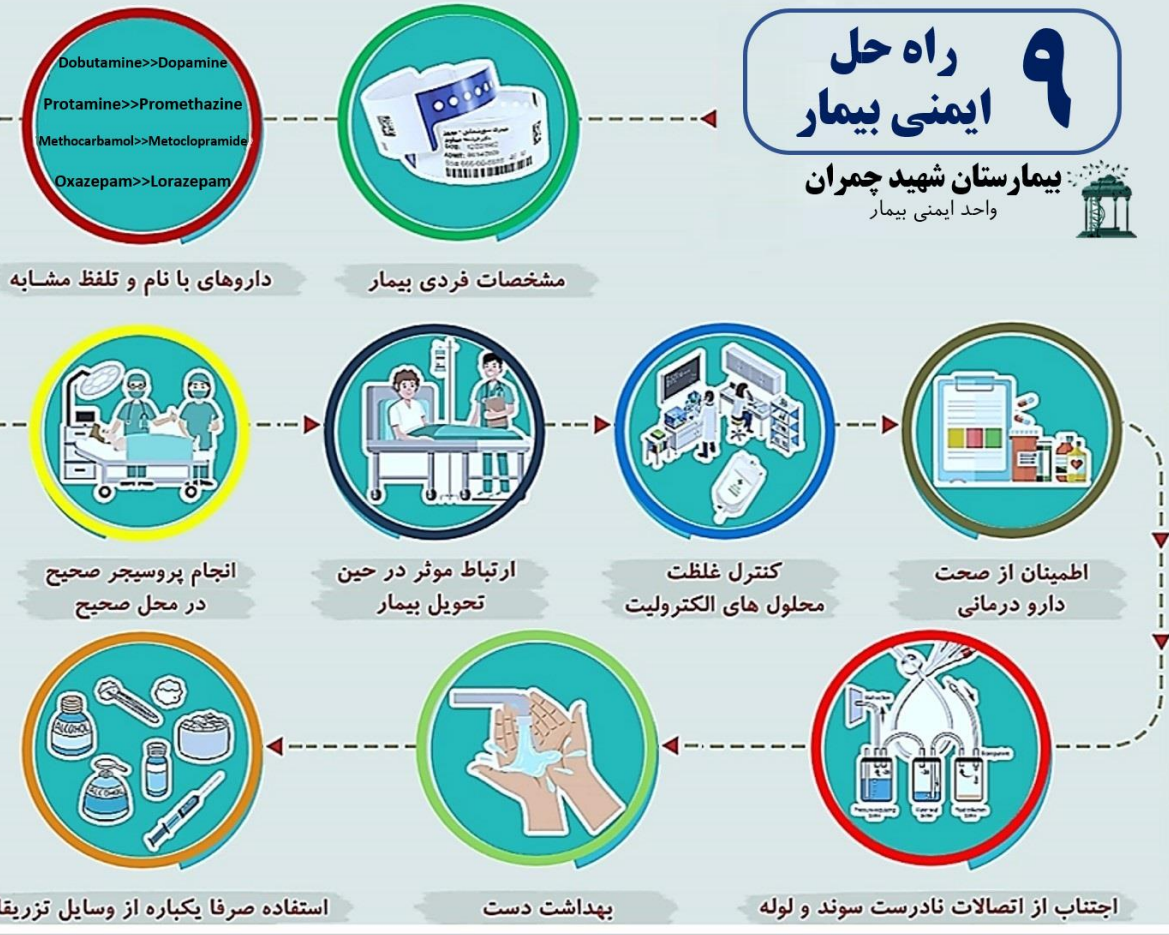 ۹ راه حل
ایمنی بیمار
بیمارستان شهید چمران
واحد ایمنی بیمار
مشخصات فردی بیمار
Dobutamine>>Dopamine
Protamine>>Promethazine
Methocarbamol>>Metoclopramide
Oxazepam>>Lorazepam
داروهای با نام و تلفظ مشابه
انجام پروسیجر صحیح
در محل صحیح
ارتباط موثر در حین
تحویل بیمار
کنترل غلظت
محلول های الکترولیت
اطمینان از صحت
دارو درمانی
اجتناب از اتصالات نادرست سوند و لوله
بهداشت دست
ALCOHOL
ALCOHOL
استفاده صرفا یکباره از وسایل تزریقا